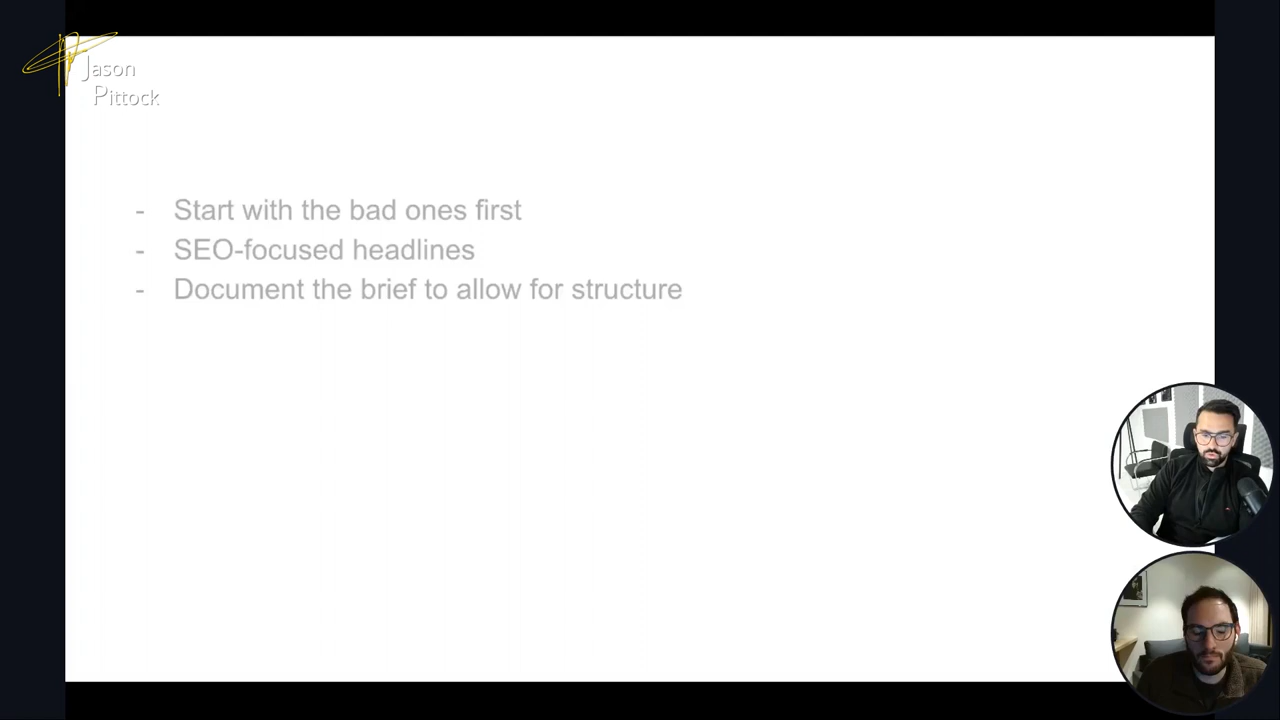 Jason
Pittock
- Start with the bad ones first
- SEO-focused headlines
- Document the brief to allow for structure